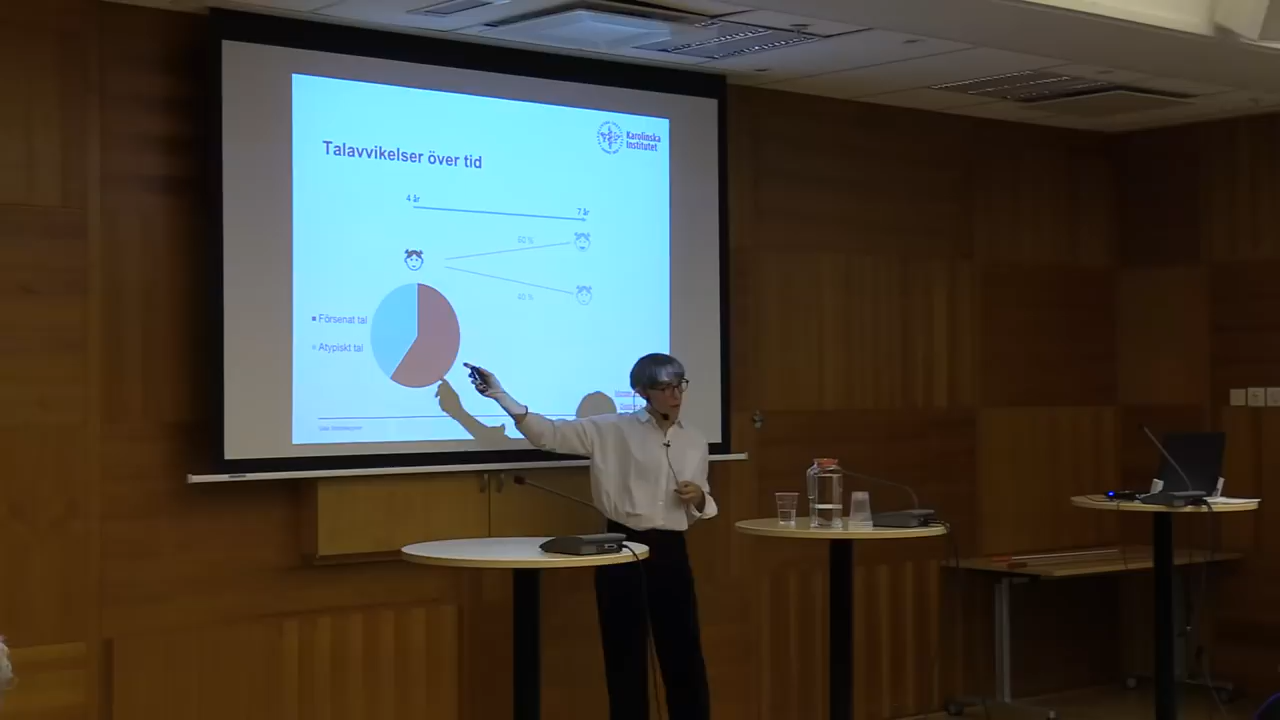 Karolinska
Institutet
Talavvikelser över tid
4 år
7 år
60 %
40 %
Försenat tal
Atypiskt tal